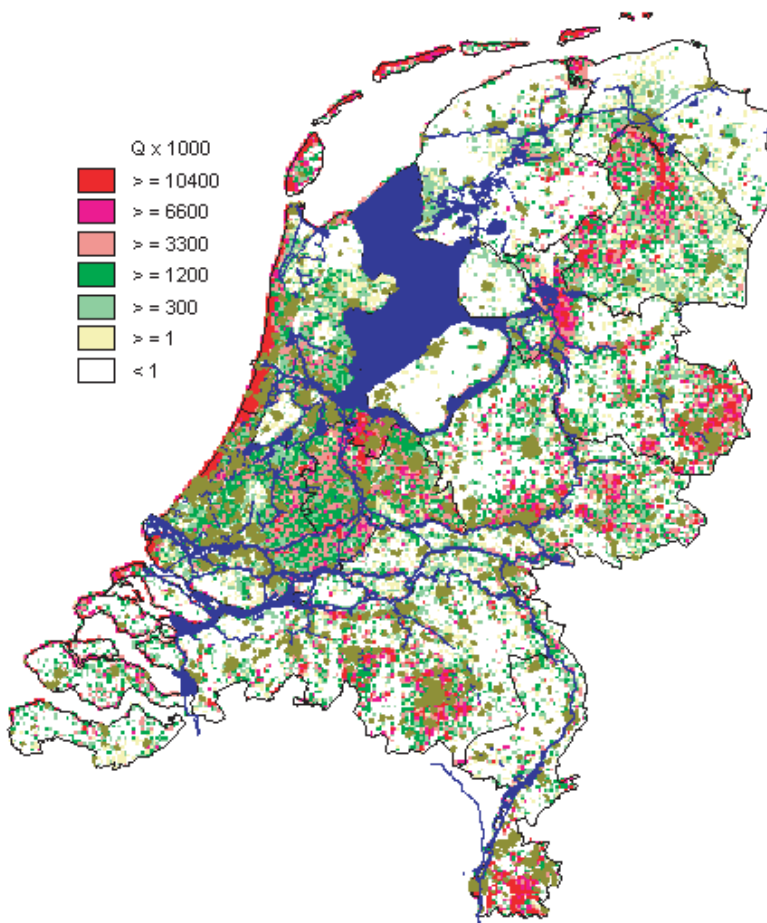 Q x 1000
> = 10400
> = 6600
> = 3300
> = 1200
> = 300
> = 1
< 1